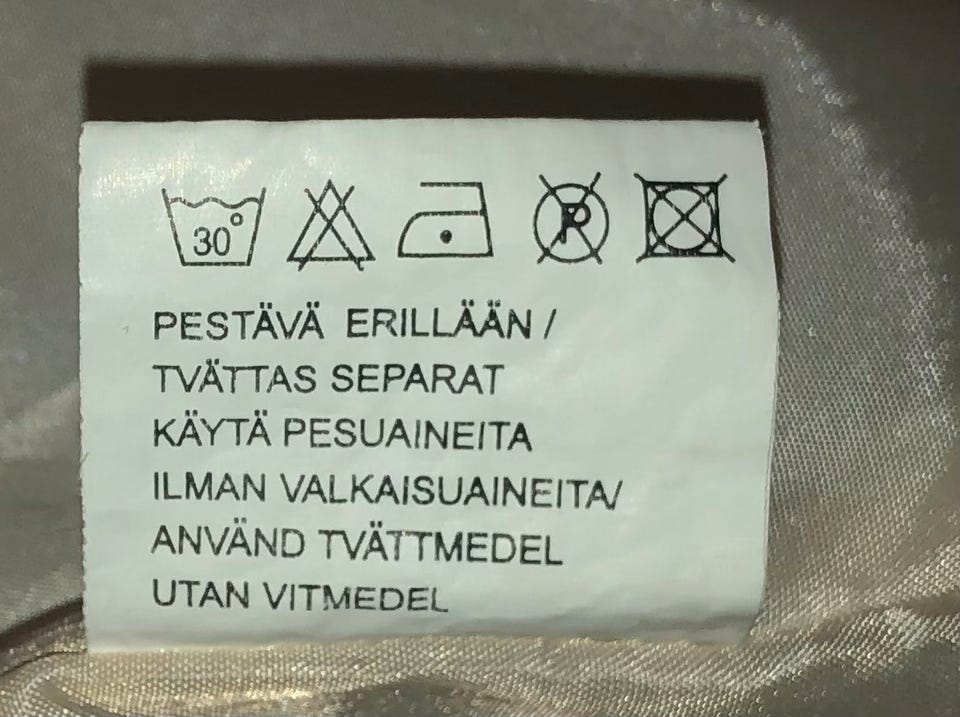 30°
P
PESTÄVÄ ERILLÄÄN /
TVÄTTAS SEPARAT
KÄYTÄ PESUAINEITA
ILMAN VALKAISUAINEITA/
ANVÄND TVÄTTMEDEL
UTAN VITMEDEL